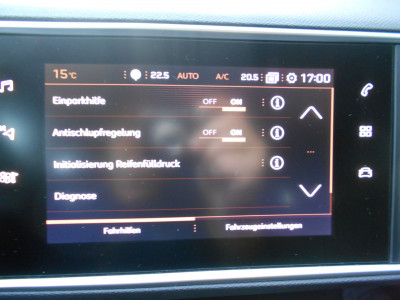 15°C 22.5 AUTO A/C 20.5 17:00
Einparkhilfe OFF ON
Antischlupfregelung OFF ON
Initialisierung Reifenfülldruck
Diagnose
Fahrhilfen Fahrzeugeinstellungen